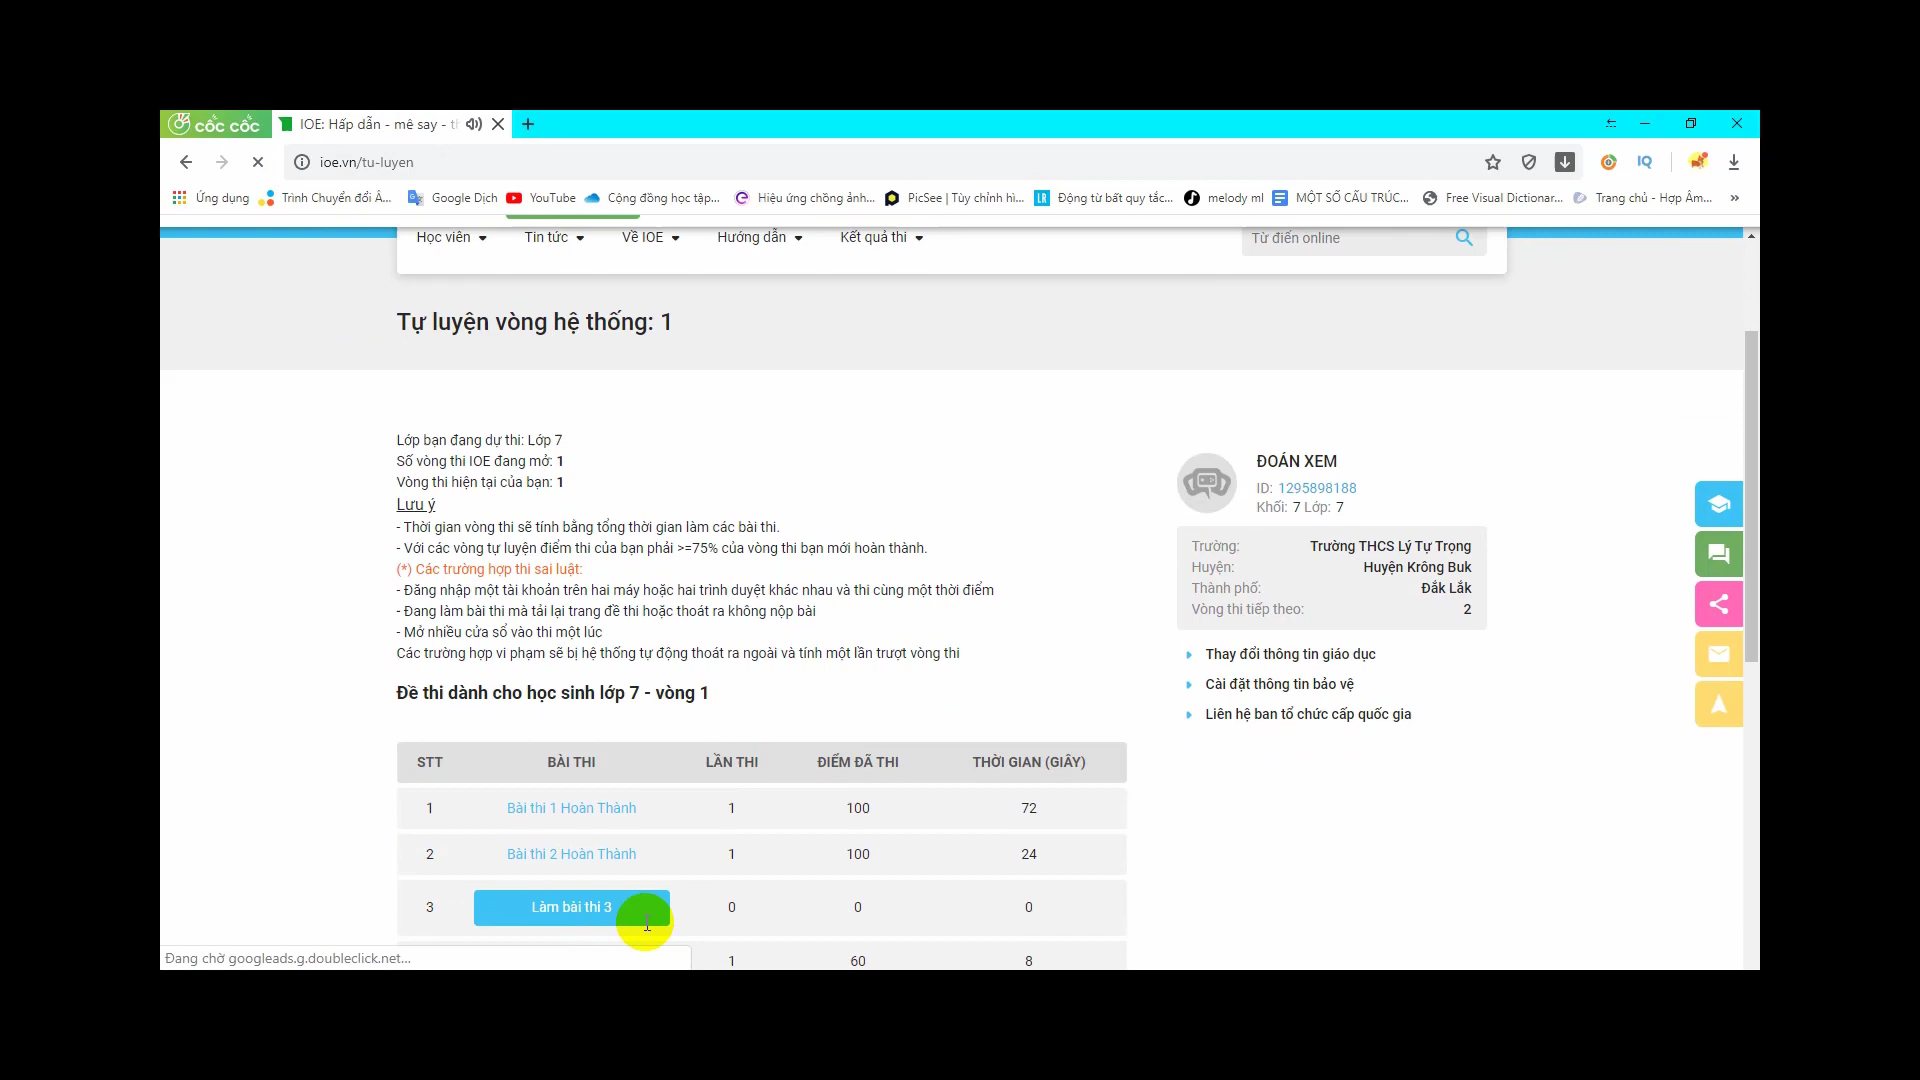 cốc cốc
IOE: Hấp dẫn - mê say - th
ioe.vn/tu-luyen
IQ
Ứng dụng
Trình Chuyển đổi Â...
Google Dịch
YouTube
Cộng đồng học tập...
Hiệu ứng chồng ảnh...
PicSee | Tùy chỉnh hì...
LR
Động từ bất quy tắc...
melody ml
MỘT SỐ CẤU TRÚC...
Free Visual Dictionar...
Trang chủ - Hợp Âm...
»
Học viên
Tin tức
Về IOE
Hướng dẫn
Kết quả thi
Từ điển online
Tự luyện vòng hệ thống: 1
Lớp bạn đang dự thi: Lớp 7
Số vòng thi IOE đang mở: 1
Vòng thi hiện tại của bạn: 1
Lưu ý
- Thời gian vòng thi sẽ tính bằng tổng thời gian làm các bài thi.
- Với các vòng tự luyện điểm thi của bạn phải >=75% của vòng thi bạn mới hoàn thành.
(*) Các trường hợp thi sai luật:
- Đăng nhập một tài khoản trên hai máy hoặc hai trình duyệt khác nhau và thi cùng một thời điểm
- Đang làm bài thi mà tải lại trang đề thi hoặc thoát ra không nộp bài
- Mở nhiều cửa sổ vào thi một lúc
Các trường hợp vi phạm sẽ bị hệ thống tự động thoát ra ngoài và tính một lần trượt vòng thi
Đề thi dành cho học sinh lớp 7 - vòng 1
STT BÀI THI LẦN THI ĐIỂM ĐÃ THI THỜI GIAN (GIÂY)
1 Bài thi 1 Hoàn Thành 1 100 72
2 Bài thi 2 Hoàn Thành 1 100 24
3 Làm bài thi 3 0 0 0
1 60 8
Đang chờ googleads.g.doubleclick.net...
ĐOÁN XEM
ID: 1295898188
Khối: 7 Lớp: 7
Trường: Trường THCS Lý Tự Trọng
Huyện: Huyện Krông Buk
Thành phố: Đắk Lắk
Vòng thi tiếp theo: 2
Thay đổi thông tin giáo dục
Cài đặt thông tin bảo vệ
Liên hệ ban tổ chức cấp quốc gia